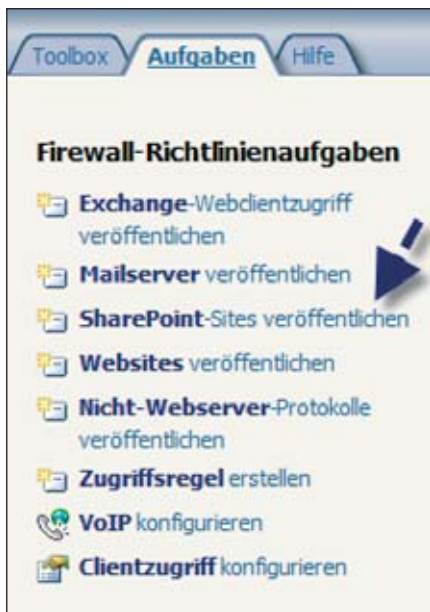 Toolbox Aufgaben Hilfe
Firewall-Richtlinienaufgaben
Exchange-Webclientzugriff
veröffentlichen
Mailserver veröffentlichen
SharePoint-Sites veröffentlichen
Websites veröffentlichen
Nicht-Webserver-Protokolle
veröffentlichen
Zugriffsregel erstellen
VoIP konfigurieren
Clientzugriff konfigurieren